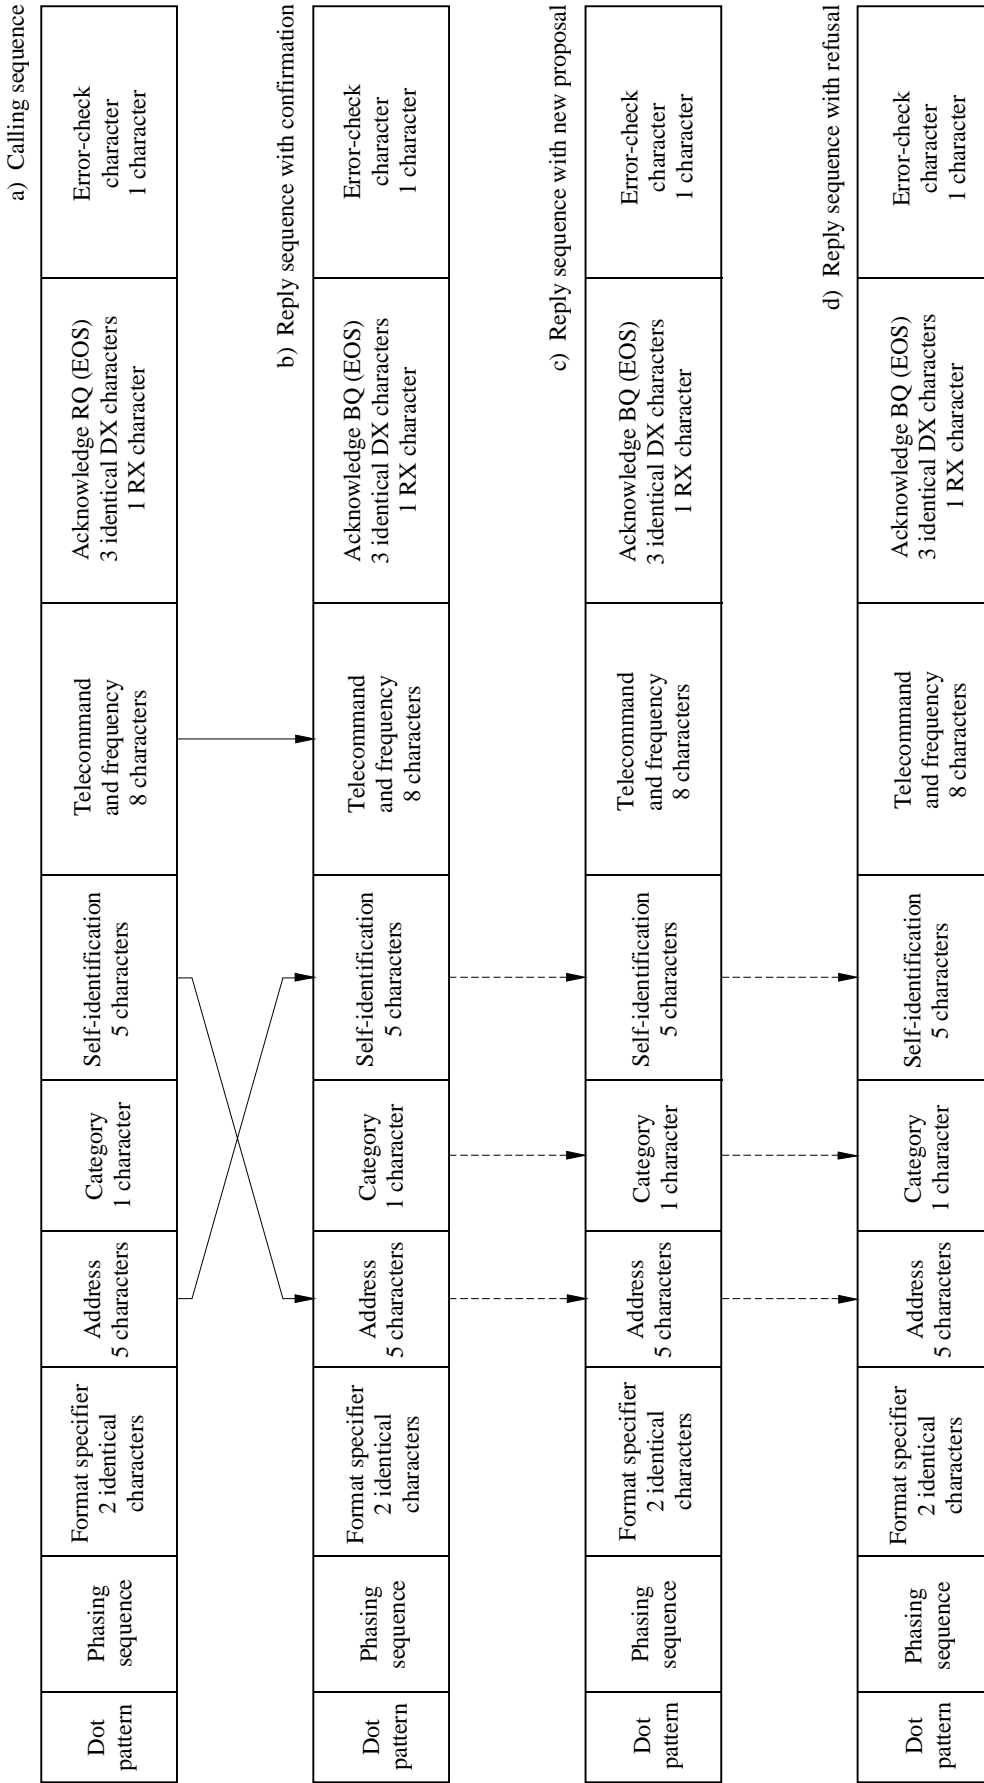 a) Calling sequence
Dot
pattern
Phasing
sequence
Format specifier
2 identical
characters
Address
5 characters
Category
1 character
Self-identification
5 characters
Telecommand
and frequency
8 characters
Acknowledge RQ (EOS)
3 identical DX characters
1 RX character
Error-check
character
1 character
b) Reply sequence with confirmation
Dot
pattern
Phasing
sequence
Format specifier
2 identical
characters
Address
5 characters
Category
1 character
Self-identification
5 characters
Telecommand
and frequency
8 characters
Acknowledge BQ (EOS)
3 identical DX characters
1 RX character
Error-check
character
1 character
c) Reply sequence with new proposal
Dot
pattern
Phasing
sequence
Format specifier
2 identical
characters
Address
5 characters
Category
1 character
Self-identification
5 characters
Telecommand
and frequency
8 characters
Acknowledge BQ (EOS)
3 identical DX characters
1 RX character
Error-check
character
1 character
d) Reply sequence with refusal
Dot
pattern
Phasing
sequence
Format specifier
2 identical
characters
Address
5 characters
Category
1 character
Self-identification
5 characters
Telecommand
and frequency
8 characters
Acknowledge BQ (EOS)
3 identical DX characters
1 RX character
Error-check
character
1 character